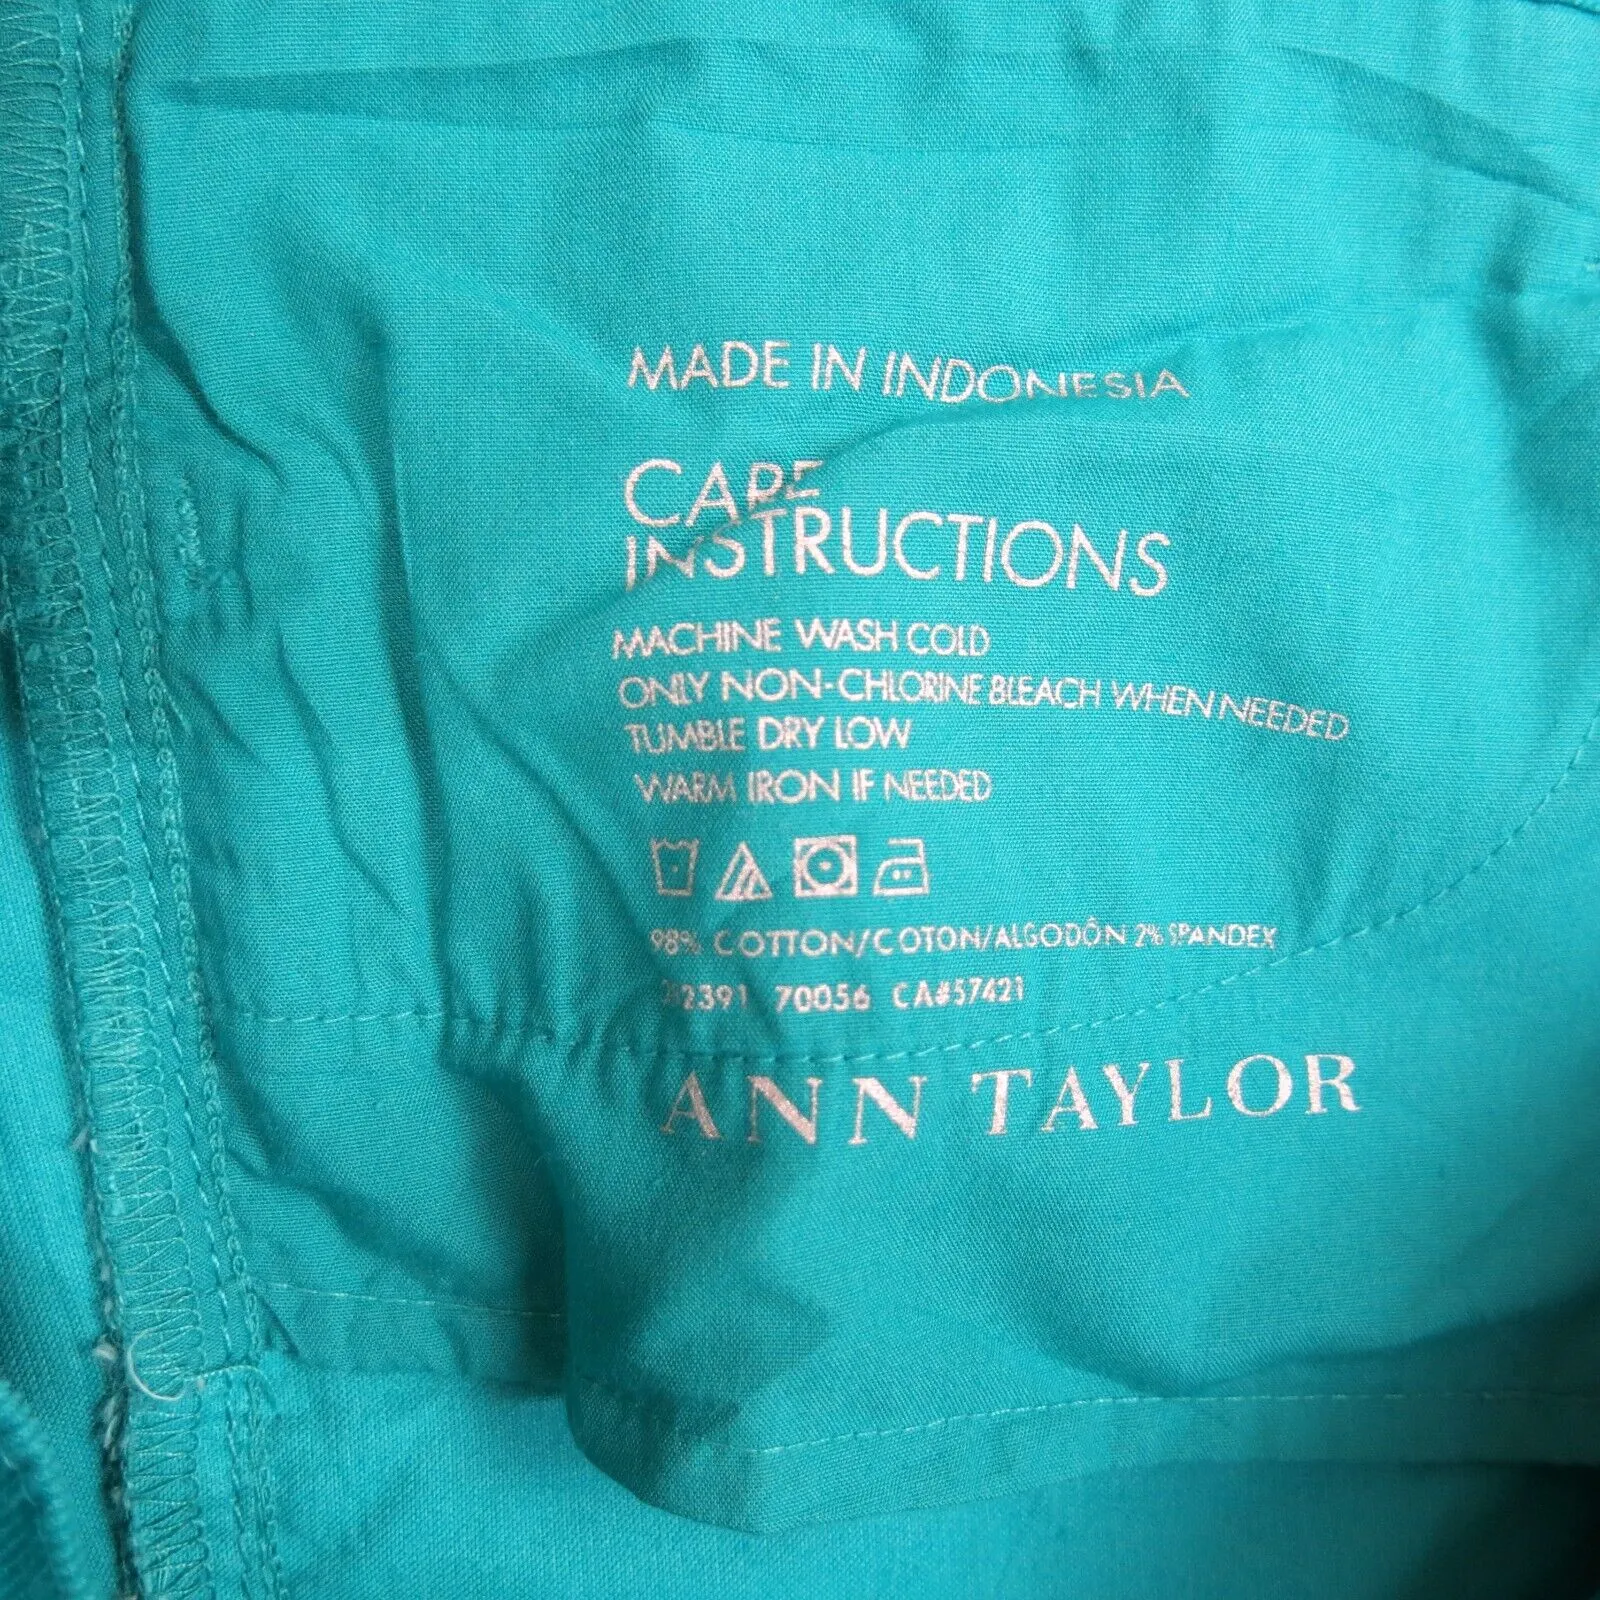 MADE IN INDONESIA
CARE
INSTRUCTIONS
MACHINE WASH COLD
ONLY NON-CHLORINE BLEACH WHEN NEEDED
TUMBLE DRY LOW
WARM IRON IF NEEDED
98% COTTON/COTON/ALGODÔN 2% SPANDEX
70056 CA#57421
ANN TAYLOR